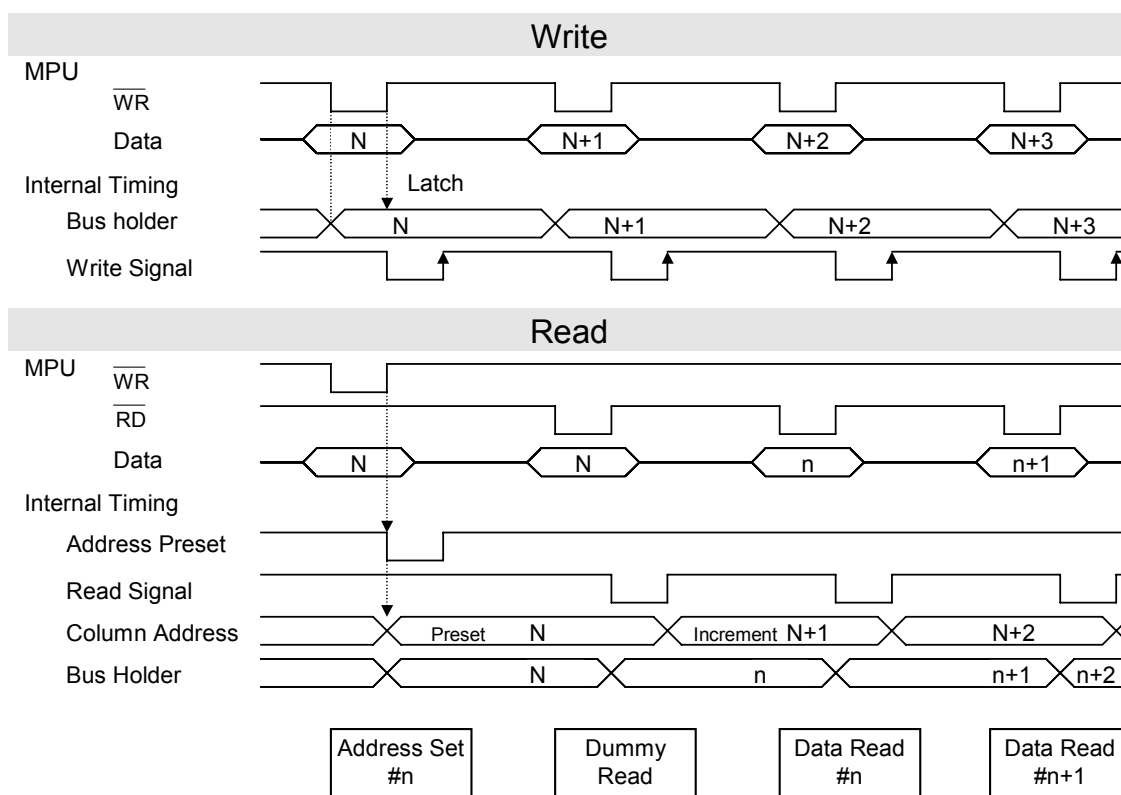 Write
MPU
WR
Data N N+1 N+2 N+3
Internal Timing Latch
Bus holder N N+1 N+2 N+3
Write Signal
Read
MPU WR
RD
Data N N n n+1
Internal Timing
Address Preset
Read Signal
Column Address Preset N Increment N+1 N+2
Bus Holder N n n+1 n+2
Address Set Dummy Data Read Data Read
#n Read #n #n+1